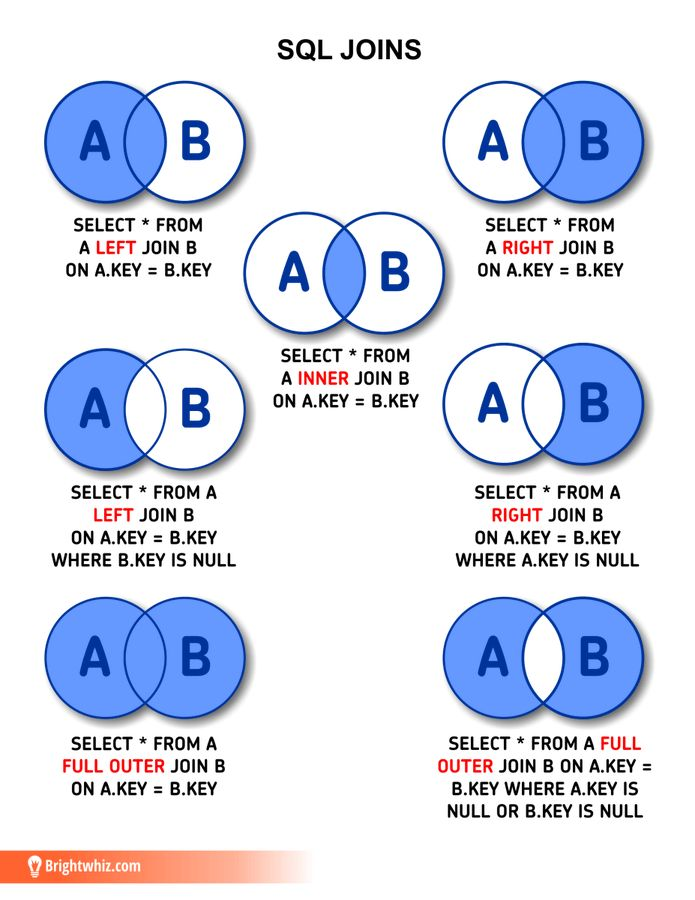 SQL JOINS
A B
SELECT * FROM
A LEFT JOIN B
ON A.KEY = B.KEY
A B
SELECT * FROM
A RIGHT JOIN B
ON A.KEY = B.KEY
A B
SELECT * FROM
A INNER JOIN B
ON A.KEY = B.KEY
A B
SELECT * FROM A
LEFT JOIN B
ON A.KEY = B.KEY
WHERE B.KEY IS NULL
A B
SELECT * FROM A
RIGHT JOIN B
ON A.KEY = B.KEY
WHERE A.KEY IS NULL
A B
SELECT * FROM A
FULL OUTER JOIN B
ON A.KEY = B.KEY
A B
SELECT * FROM A FULL
OUTER JOIN B ON A.KEY =
B.KEY WHERE A.KEY IS
NULL OR B.KEY IS NULL
Brightwhiz.com